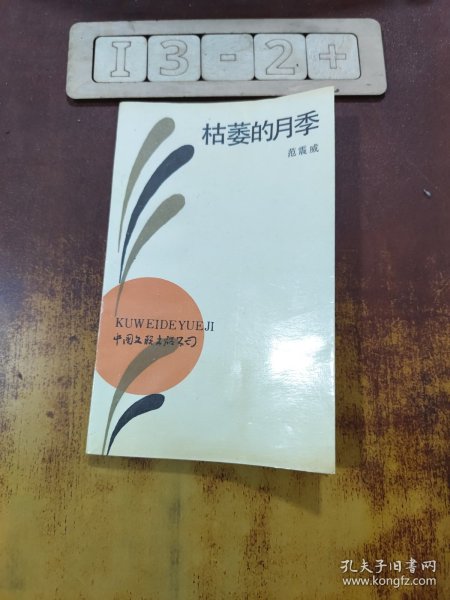 I3-2+
枯萎的月季
范震威
KUWEIDEYUEJI
中国文联出版公司
孔夫子旧书网
www.kongfz.com